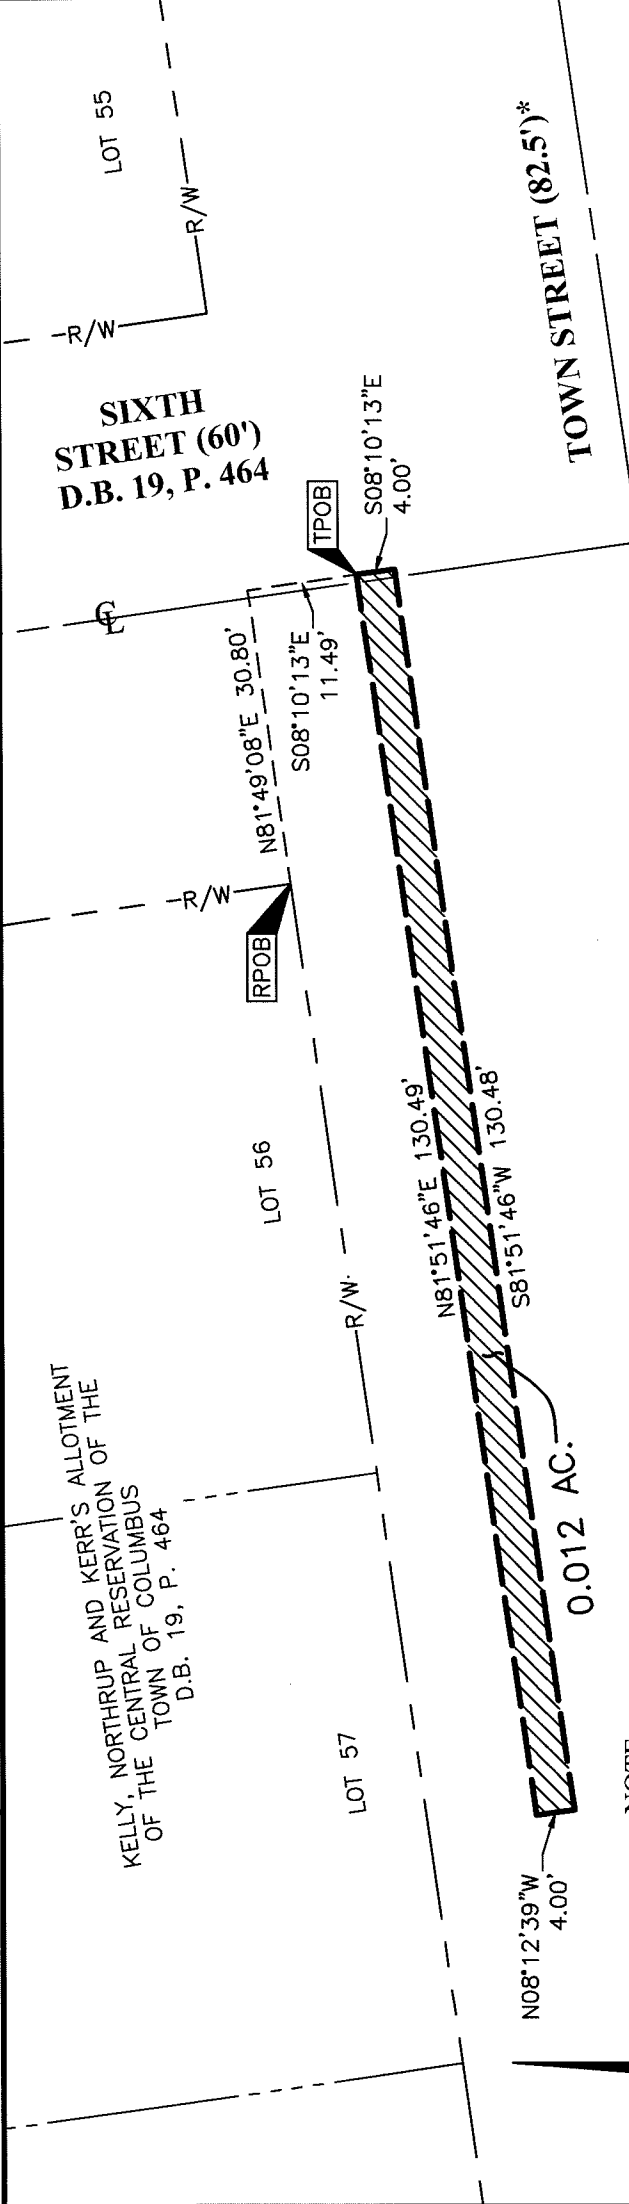 LOT 55
R/W
R/W
SIXTH
STREET (60')
D.B. 19, P. 464
TOWN STREET (82.5')*
TPOB
S08°10'13"E
4.00'
℄
N81°49'08"E 30.80'
S08°10'13"E
11.49'
R/W
RPOB
LOT 56
N81°51'46"E 130.49'
S81°51'46"W 130.48'
R/W
KELLY, NORTHRUP AND KERR'S ALLOTMENT
OF THE CENTRAL RESERVATION OF THE
TOWN OF COLUMBUS
D.B. 19, P. 464
0.012 AC.
LOT 57
N08°12'39"W
4.00'